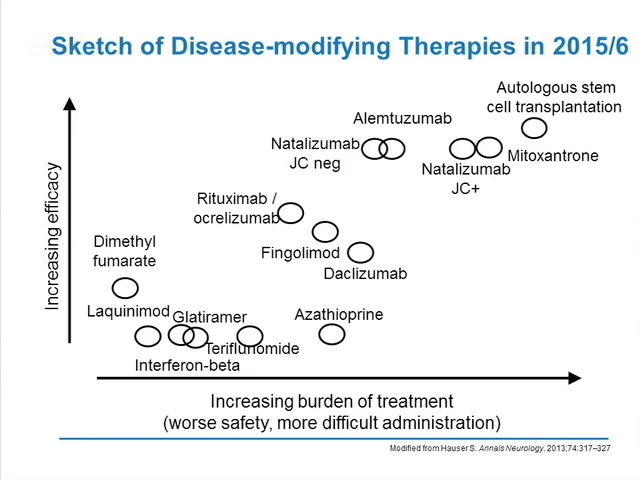 Sketch of Disease-modifying Therapies in 2015/6
Autologous stem
cell transplantation
Alemtuzumab
Natalizumab
JC neg
Mitoxantrone
Natalizumab
JC+
Rituximab /
ocrelizumab
Fingolimod
Daclizumab
Dimethyl
fumarate
Laquinimod
Glatiramer
Azathioprine
Teriflunomide
Interferon-beta
Increasing efficacy
Increasing burden of treatment
(worse safety, more difficult administration)
Modified from Hauser S. Annals Neurology. 2013;74:317–327